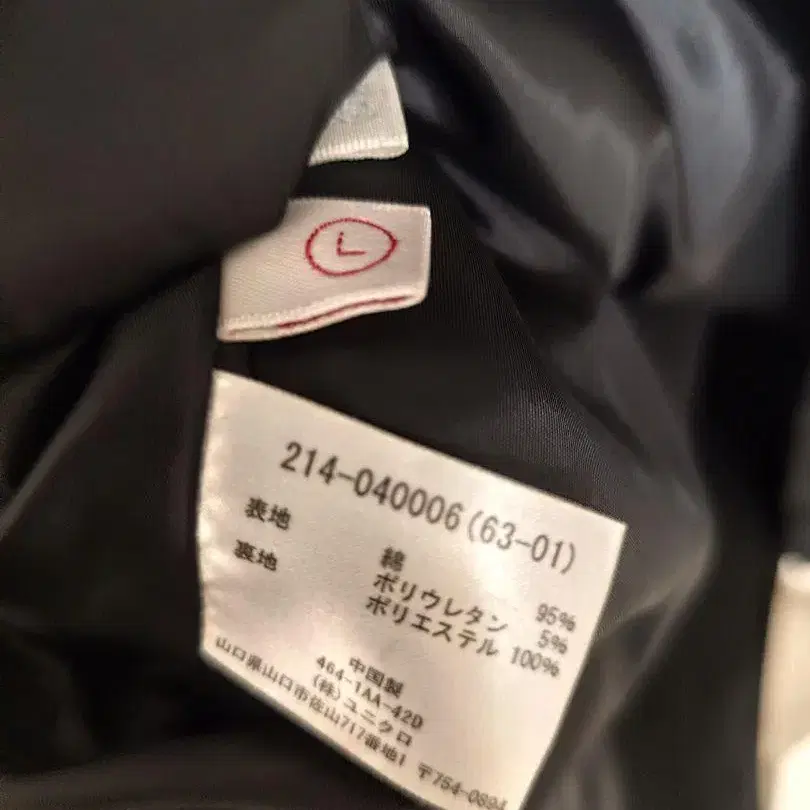 L
214-040006(63-01)
表地 綿 95%
ポリウレタン 5%
裏地 ポリエステル 100%
中国製
464-1AA-42D
(株)ユニクロ
山口県山口市佐山717番地1 〒754-0894